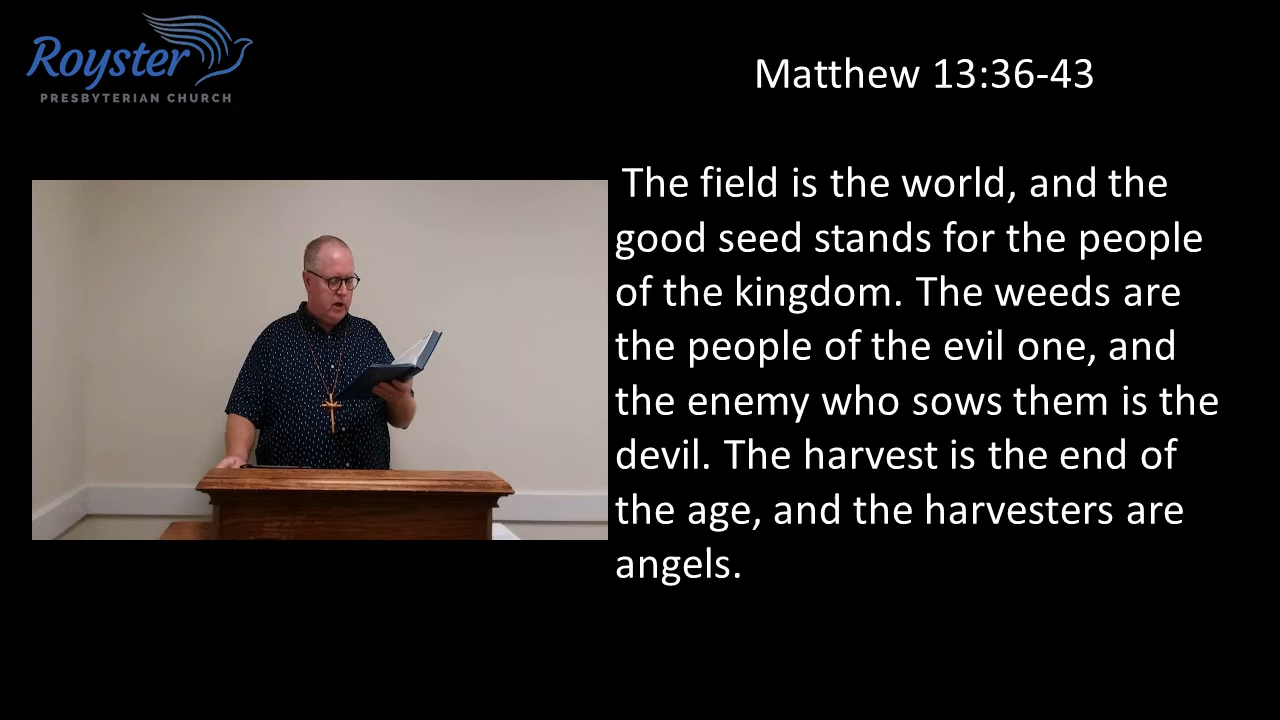 Royster
PRESBYTERIAN CHURCH
Matthew 13:36-43
The field is the world, and the
good seed stands for the people
of the kingdom. The weeds are
the people of the evil one, and
the enemy who sows them is the
devil. The harvest is the end of
the age, and the harvesters are
angels.